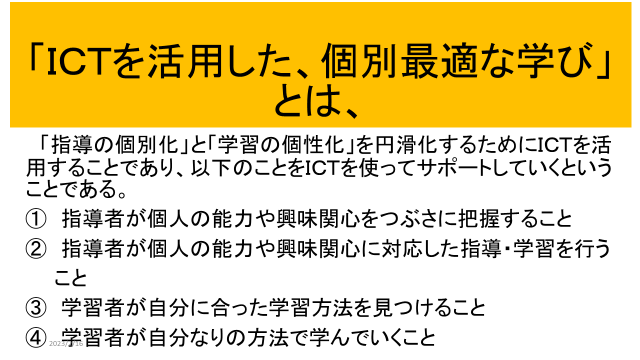 「ICTを活用した、個別最適な学び」
とは、
「指導の個別化」と「学習の個性化」を円滑化するためにICTを活
用することであり、以下のことをICTを使ってサポートしていくという
ことである。
① 指導者が個人の能力や興味関心をつぶさに把握すること
② 指導者が個人の能力や興味関心に対応した指導・学習を行う
こと
③ 学習者が自分に合った学習方法を見つけること
④ 学習者が自分なりの方法で学んでいくこと